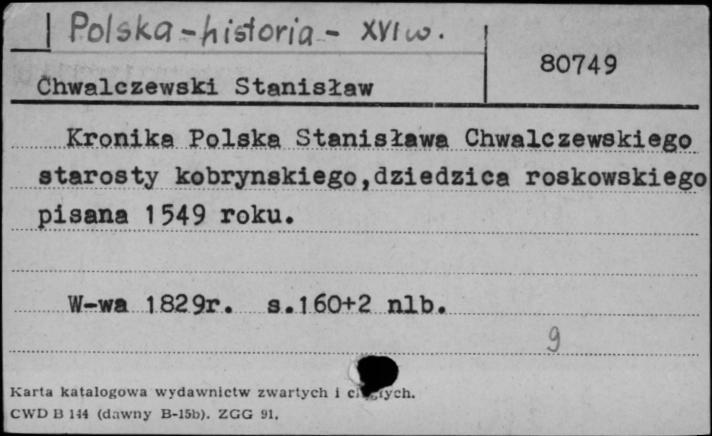 Polska - historia - XVI w.
80749
Chwalczewski Stanisław
Kronika Polska Stanisława Chwalczewskiego
starosty kobrynskiego,dziedzica roskowskiego
pisana 1549 roku.
W-wa 1829r. s.160+2 nlb.
9
Karta katalogowa wydawnictw zwartych i
CWD B 144 (dawny B-15b). ZGG 91.